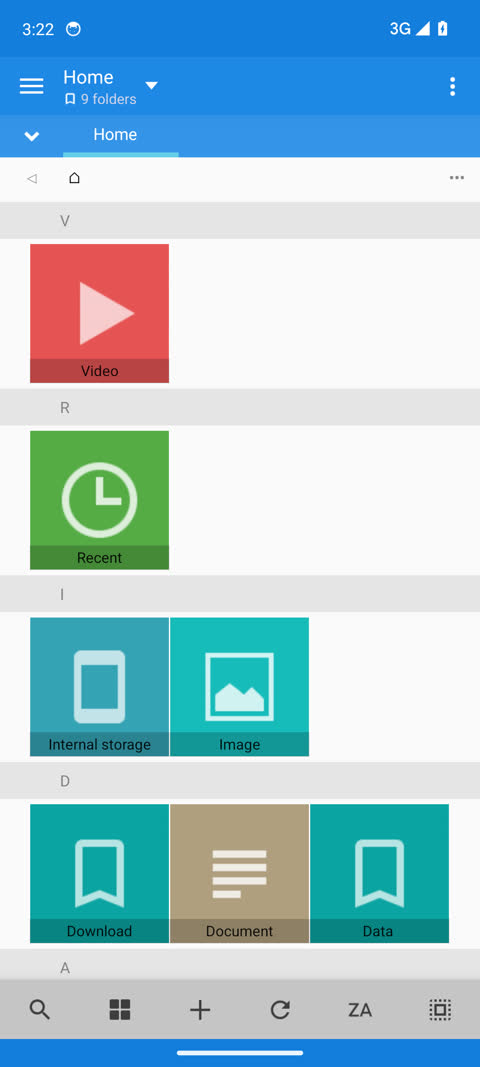 3:22
3G
Home
9 folders
Home
V
Video
R
Recent
I
Internal storage
Image
D
Download
Document
Data
A
ZA